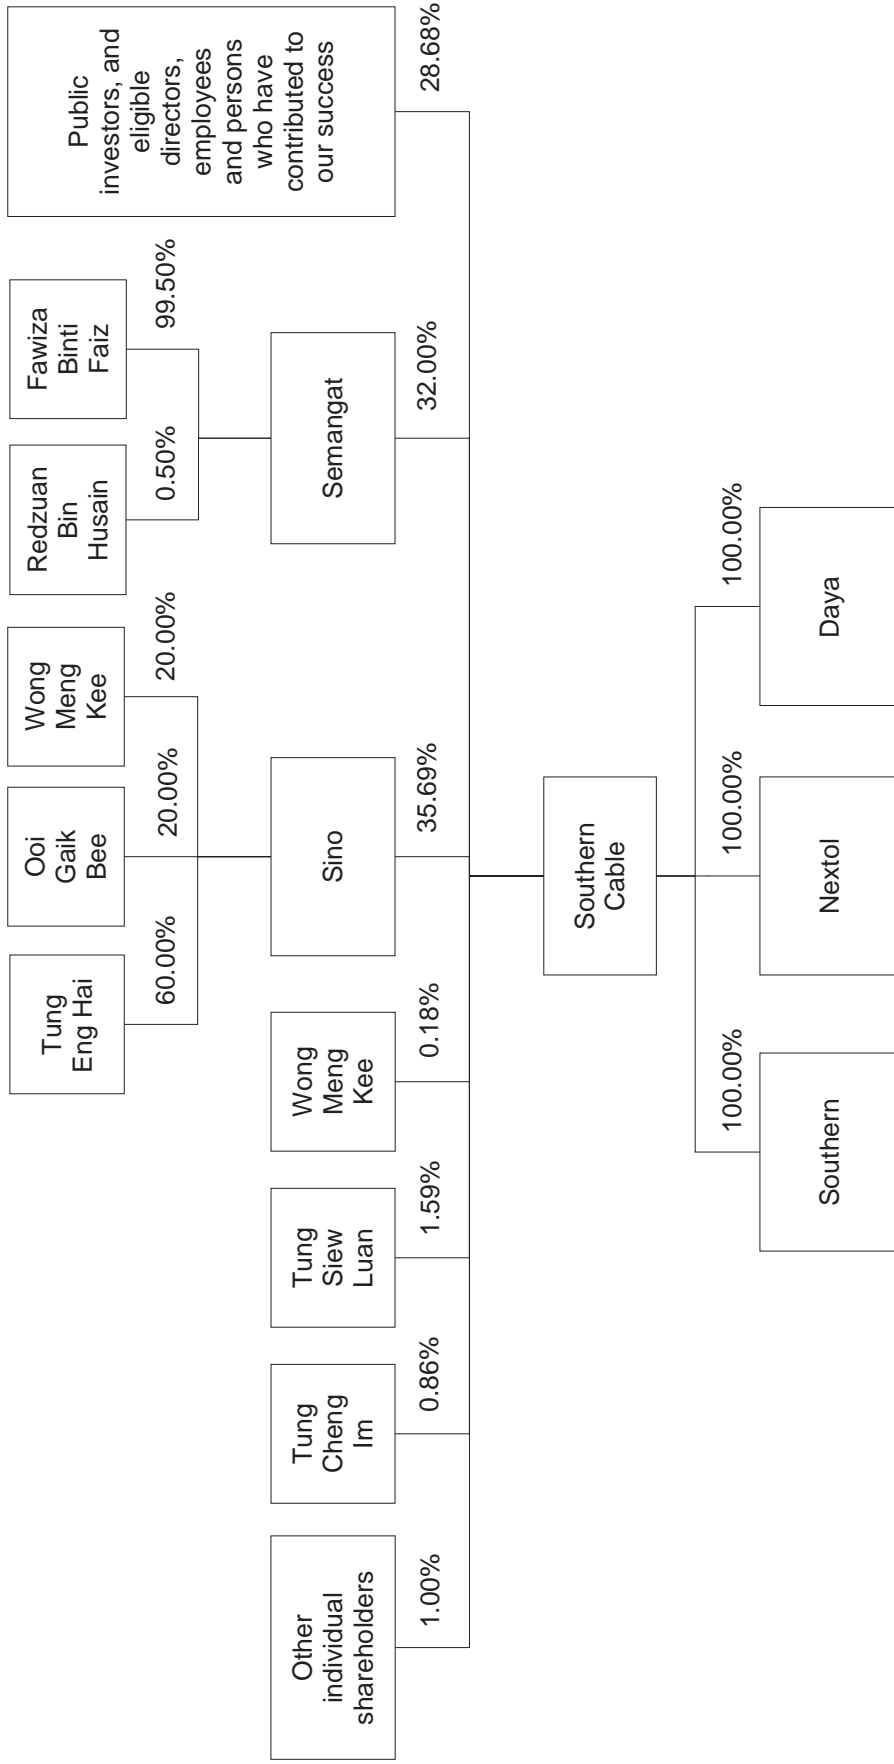 Tung
Eng Hai
Ooi
Gaik
Bee
Wong
Meng
Kee
Redzuan
Bin
Husain
Fawiza
Binti
Faiz
60.00%
20.00%
20.00%
0.50%
99.50%
Public
investors, and
eligible
directors,
employees
and persons
who have
contributed to
our success
Other
individual
shareholders
Tung
Cheng
Im
Tung
Siew
Luan
Wong
Meng
Kee
Sino
Semangat
1.00%
0.86%
1.59%
0.18%
35.69%
32.00%
28.68%
Southern
Cable
100.00%
100.00%
100.00%
Southern
Nextol
Daya